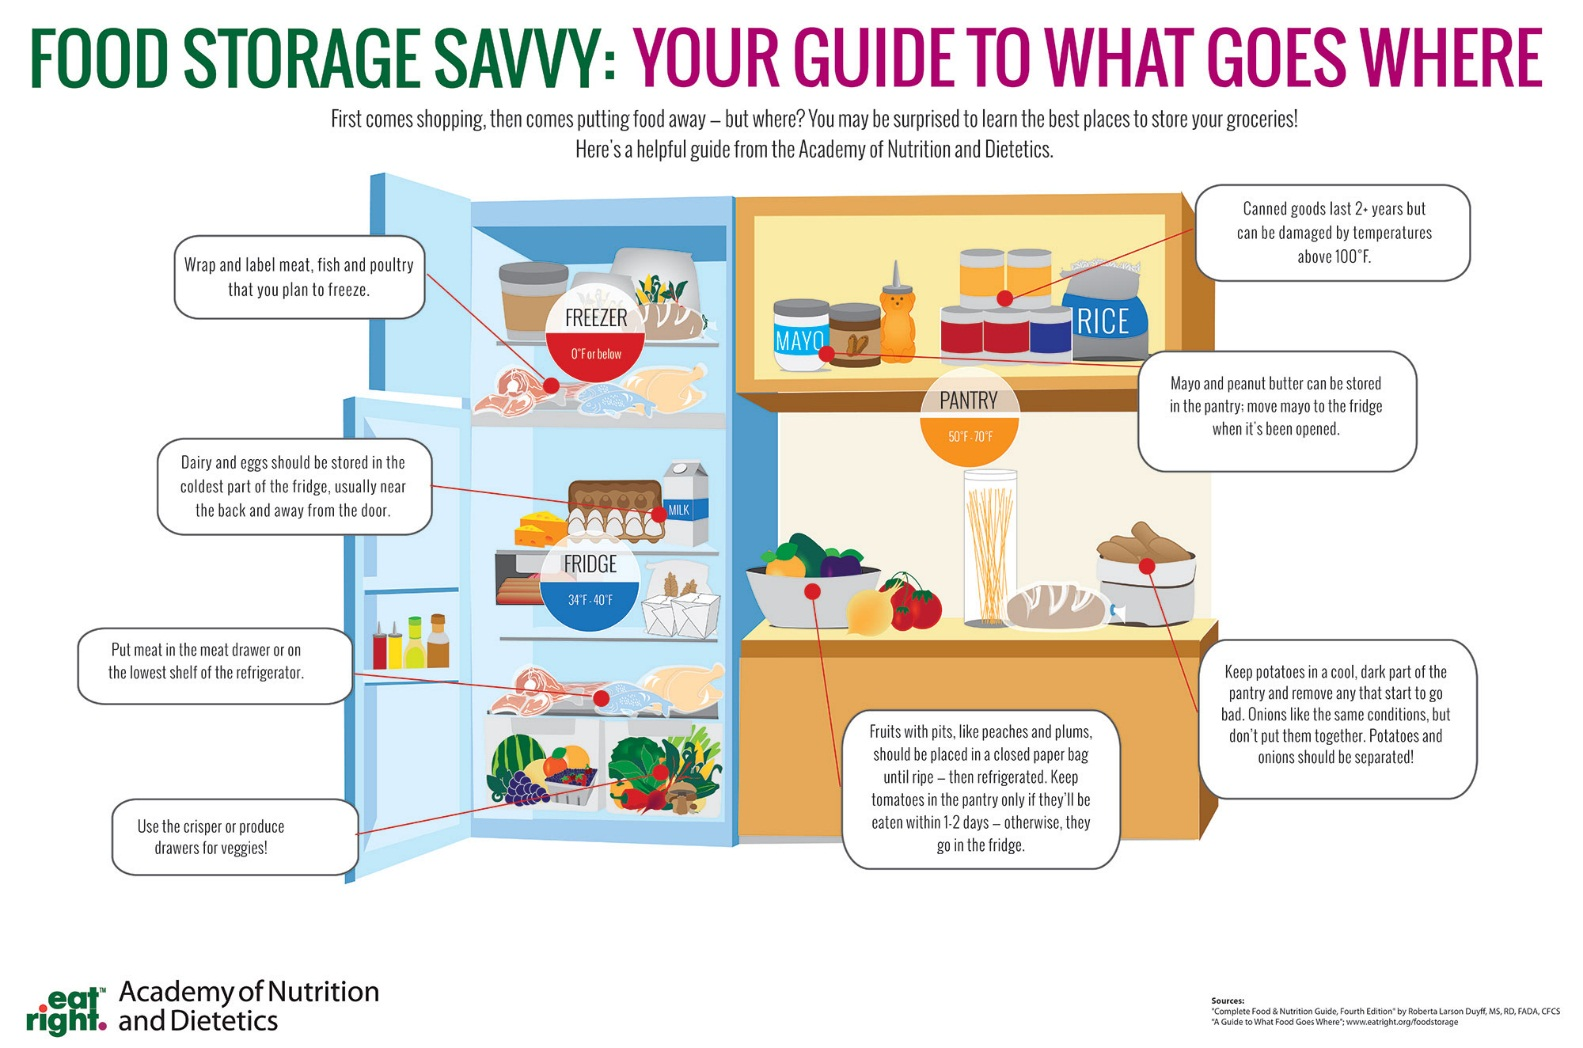 FOOD STORAGE SAVVY: YOUR GUIDE TO WHAT GOES WHERE
First comes shopping, then comes putting food away – but where? You may be surprised to learn the best places to store your groceries!
Here's a helpful guide from the Academy of Nutrition and Dietetics.
Wrap and label meat, fish and poultry
that you plan to freeze.
FREEZER
0°F or below
Dairy and eggs should be stored in the
coldest part of the fridge, usually near
the back and away from the door.
MILK
FRIDGE
34°F - 40°F
Put meat in the meat drawer or on
the lowest shelf of the refrigerator.
Use the crisper or produce
drawers for veggies!
Canned goods last 2+ years but
can be damaged by temperatures
above 100°F.
MAYO
RICE
Mayo and peanut butter can be stored
in the pantry; move mayo to the fridge
when it's been opened.
PANTRY
50°F - 70°F
Keep potatoes in a cool, dark part of the
pantry and remove any that start to go
bad. Onions like the same conditions, but
don't put them together. Potatoes and
onions should be separated!
Fruits with pits, like peaches and plums,
should be placed in a closed paper bag
until ripe – then refrigerated. Keep
tomatoes in the pantry only if they'll be
eaten within 1-2 days – otherwise, they
go in the fridge.
eat
right.
™
Academy of Nutrition
and Dietetics
Sources:
"Complete Food & Nutrition Guide, Fourth Edition" by Roberta Larson Duyff, MS, RD, FADA, CFCS
"A Guide to What Food Goes Where"; www.eatright.org/foodstorage